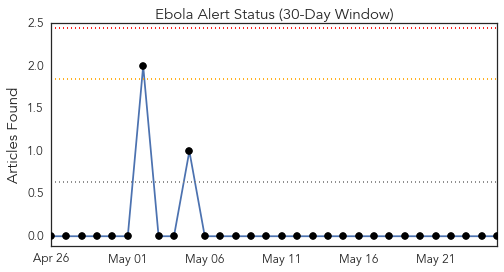 Ebola Alert Status (30-Day Window)
2.5
2.0
1.5
1.0
0.5
0.0
Articles Found
Apr 26 May 01 May 06 May 11 May 16 May 21